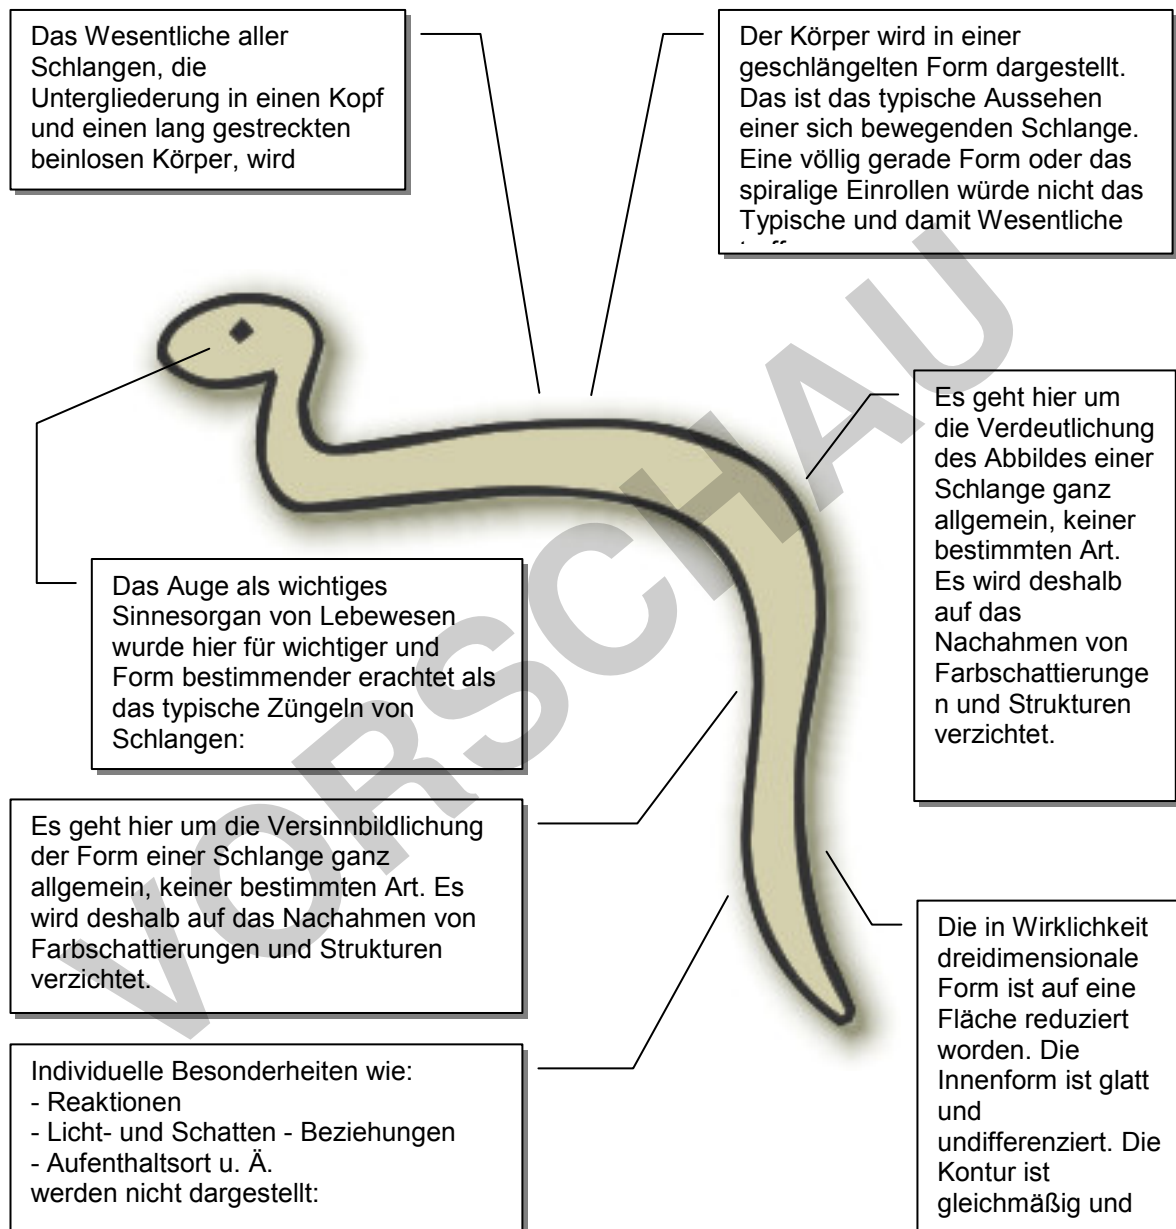 Das Wesentliche aller
Schlangen, die
Untergliederung in einen Kopf
und einen lang gestreckten
beinlosen Körper, wird
Der Körper wird in einer
geschlängelten Form dargestellt.
Das ist das typische Aussehen
einer sich bewegenden Schlange.
Eine völlig gerade Form oder das
spiralige Einrollen würde nicht das
Typische und damit Wesentliche
Es geht hier um
die Verdeutlichung
des Abbildes einer
Schlange ganz
allgemein, keiner
bestimmten Art.
Es wird deshalb
auf das
Nachahmen von
Farbschattierunge
n und Strukturen
verzichtet.
Das Auge als wichtiges
Sinnesorgan von Lebewesen
wurde hier für wichtiger und
Form bestimmender erachtet als
das typische Züngeln von
Schlangen:
Es geht hier um die Versinnbildlichung
der Form einer Schlange ganz
allgemein, keiner bestimmten Art. Es
wird deshalb auf das Nachahmen von
Farbschattierungen und Strukturen
verzichtet.
Die in Wirklichkeit
dreidimensionale
Form ist auf eine
Fläche reduziert
worden. Die
Innenform ist glatt
und
undifferenziert. Die
Kontur ist
gleichmäßig und
Individuelle Besonderheiten wie:
- Reaktionen
- Licht- und Schatten - Beziehungen
- Aufenthaltsort u. Ä.
werden nicht dargestellt:
VORSCHAU